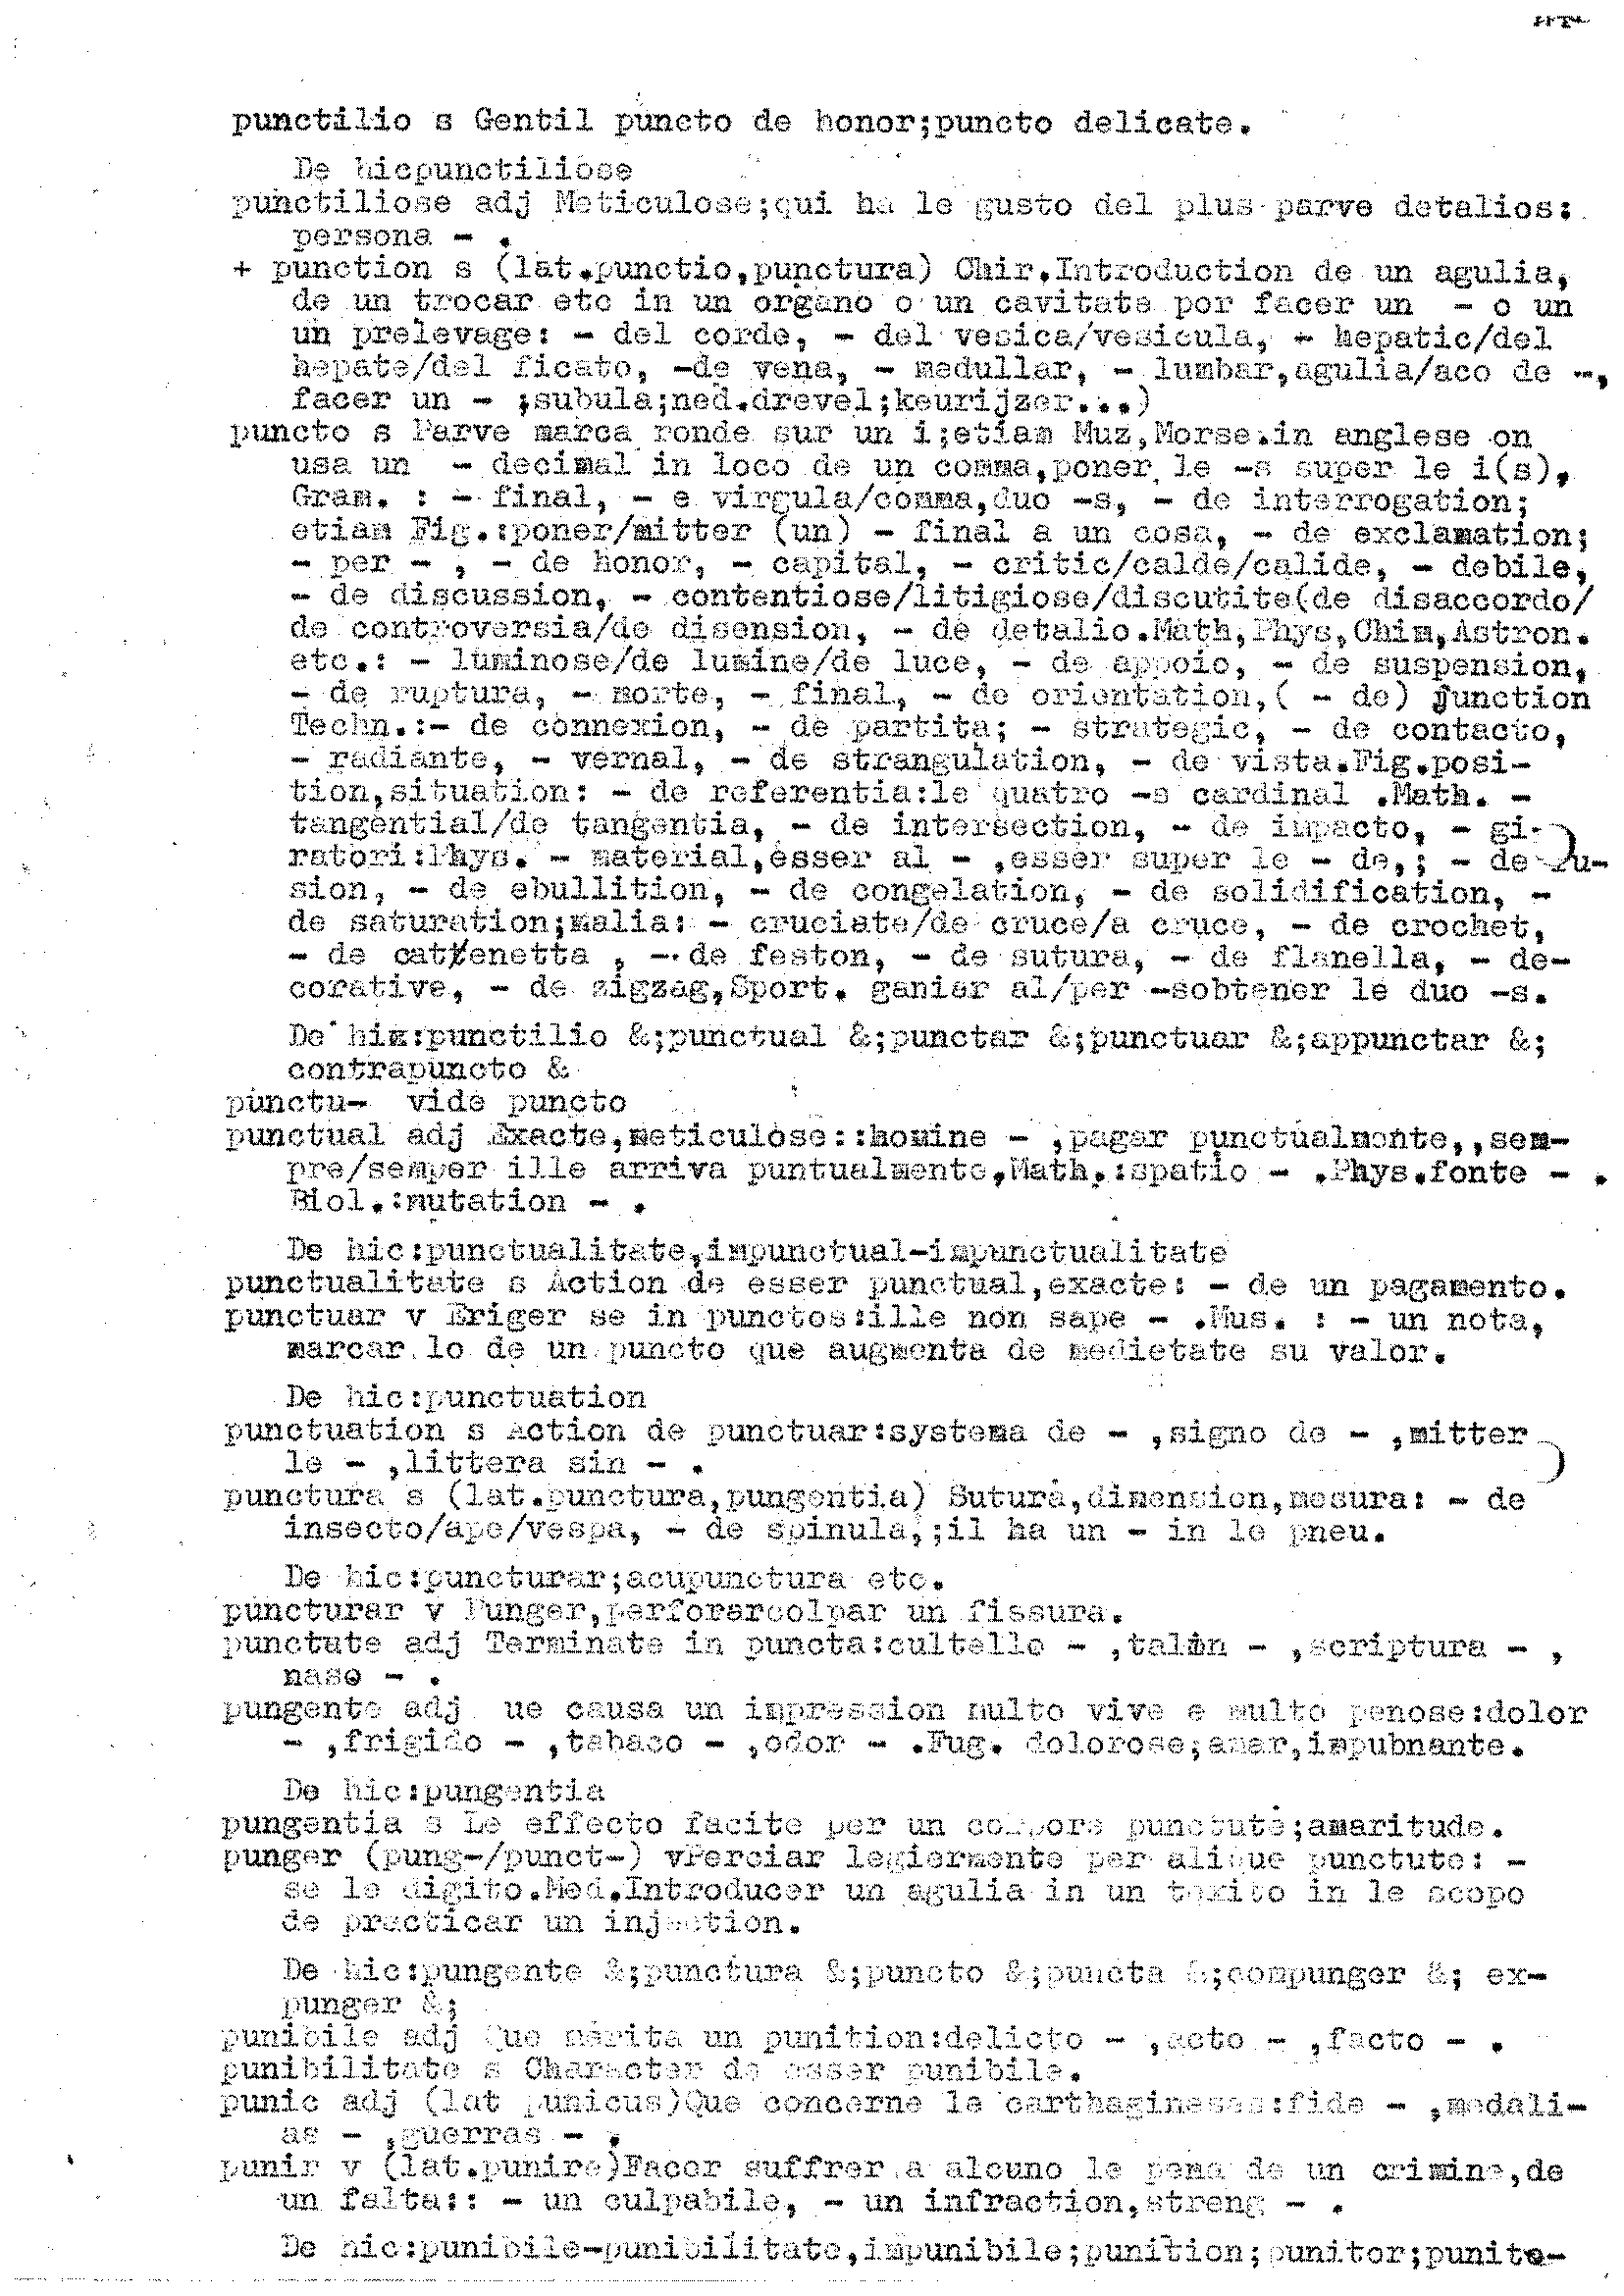 punctilio s Gentil puncto de honor;puncto delicate.
De hicpunctiliose
punctiliose adj Meticulose;qui ha le gusto del plus parve detalios:
persona - .
+ punction s (lat.punctio,punctura) Chir.Introduction de un agulia,
de un trocar etc in un organo o un cavitate por facer un - o un
un prelevage: - del corde, - del vesica/vesicula, - hepatic/del
hepate/del ficato, -de vena, - medullar, - lumbar,agulia/aco de -,
facer un - ;subula;ned.drevel;keurijzer...)
puncto s Parve marca ronde sur un i;etiam Muz,Morse.in anglese on
usa un - decimal in loco de un comma,poner le -s super le i(s),
Gram. : - final, - e virgula/comma,duo -s, - de interrogation;
etiam Fig.:poner/mitter (un) - final a un cosa, - de exclamation;
- per - , - de honor, - capital, - critic/calde/calide, - debile,
- de discussion, - contentiose/litigiose/discutite(de disaccordo/
de controversia/de disension, - de detalio.Math,Phys,Chim,Astron.
etc.: - luminose/de lumine/de luce, - de appoio, - de suspension,
- de ruptura, - morte, - final, - de orientation,( - de) junction
Techn.:- de connexion, - de partita; - strategic, - de contacto,
- radiante, - vernal, - de strangulation, - de vista.Fig.posi-
tion,situation: - de referentia:le quatro -s cardinal .Math. -
tangential/de tangentia, - de intersection, - de impacto, - gi-
ratori:Phys. - material,esser al - ,esser super le - de,; - de fu-
sion, - de ebullition, - de congelation, - de solidification, -
de saturation;malia: - cruciate/de cruce/a cruce, - de crochet,
- de catenetta , - de feston, - de sutura, - de flanella, - de-
corative, - de zigzag,Sport. ganiar al/per -sobtener le duo -s.
De hic:punctilio &;punctual &;punctar &;punctuar &;appunctar &;
contrapuncto &
punctu- vide puncto
punctual adj Exacte,meticulose::homine - ,pagar punctualmente,,sem-
pre/semper ille arriva puntualmente,Math.:spatio - .Phys.fonte - .
Biol.:mutation - .
De hic:punctualitate,impunctual-impunctualitate
punctualitate s Action de esser punctual,exacte: - de un pagamento.
punctuar v Eriger se in punctos:ille non sape - .Mus. : - un nota,
marcar lo de un puncto que augmenta de medietate su valor.
De hic:punctuation
punctuation s Action de punctuar:systema de - ,signo de - ,mitter
le - ,littera sin - .
punctura s (lat.punctura,pungentia) Sutura,dimension,mesura: - de
insecto/ape/vespa, - de spinula,;il ha un - in le pneu.
De hic:puncturar;acupunctura etc.
puncturar v Punger,perforarcolpar un fissura.
punctute adj Terminate in puncta:cultello - ,talon - ,scriptura - ,
naso - .
pungente adj ue causa un impression multo vive e multo penose:dolor
- ,frigido - ,tabaco - ,odor - .Fug. dolorose;amar,impubnante.
De hic:pungentia
pungentia s Le effecto facite per un corpore punctute;amaritude.
punger (pung-/punct-) vPerciar legiermente per alique punctute: -
se le digito.Med.Introducer un agulia in un texito in le scopo
de practicar un injection.
De hic:pungente &;punctura &;puncto &;puncta &;compunger &; ex-
punger &;
punibile adj Que merita un punition:delicto - ,acto - ,facto - .
punibilitate s Character de esser punibile.
punic adj (lat punicus)Que concerne le carthagineses:fide - ,medali-
as - ,guerras - .
punir v (lat.punire)Facer suffrer a alcuno le pena de un crimine,de
un falta:: - un culpabile, - un infraction,streng - .
De hic:punibile-punibilitate,impunibile;punition;punitor;punite-